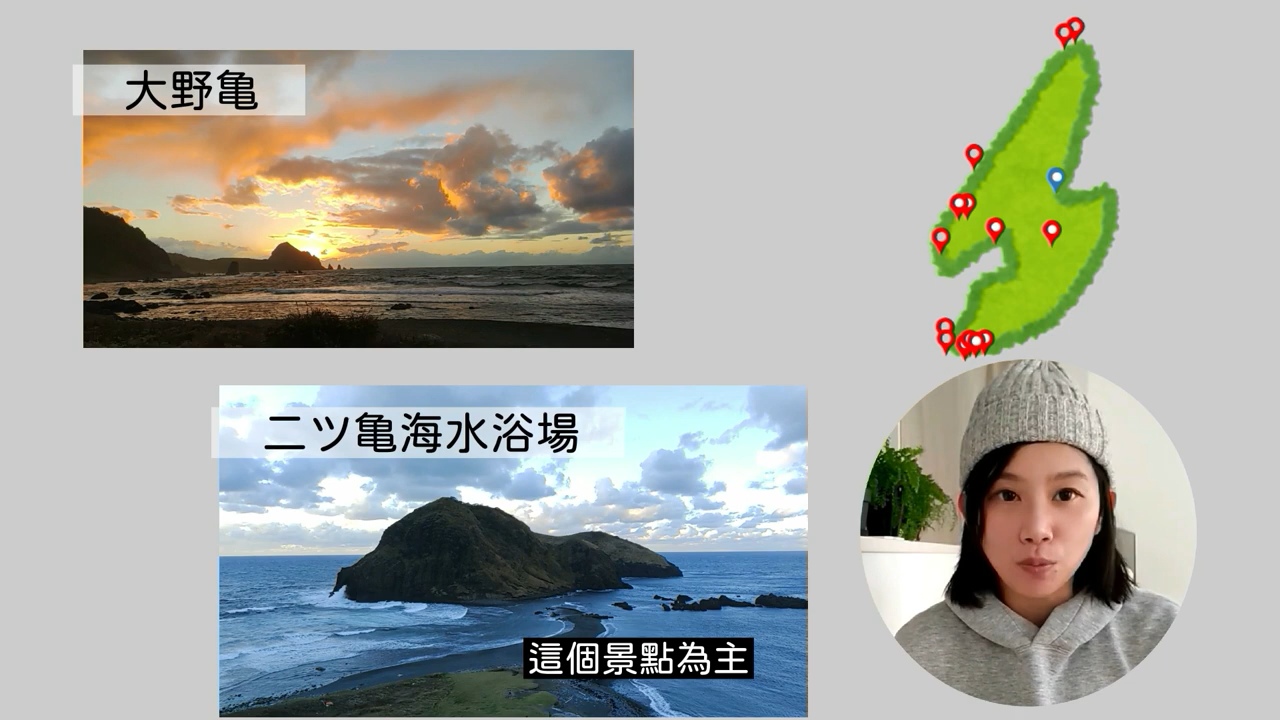 大野亀
二ツ亀海水浴場
這個景點為主